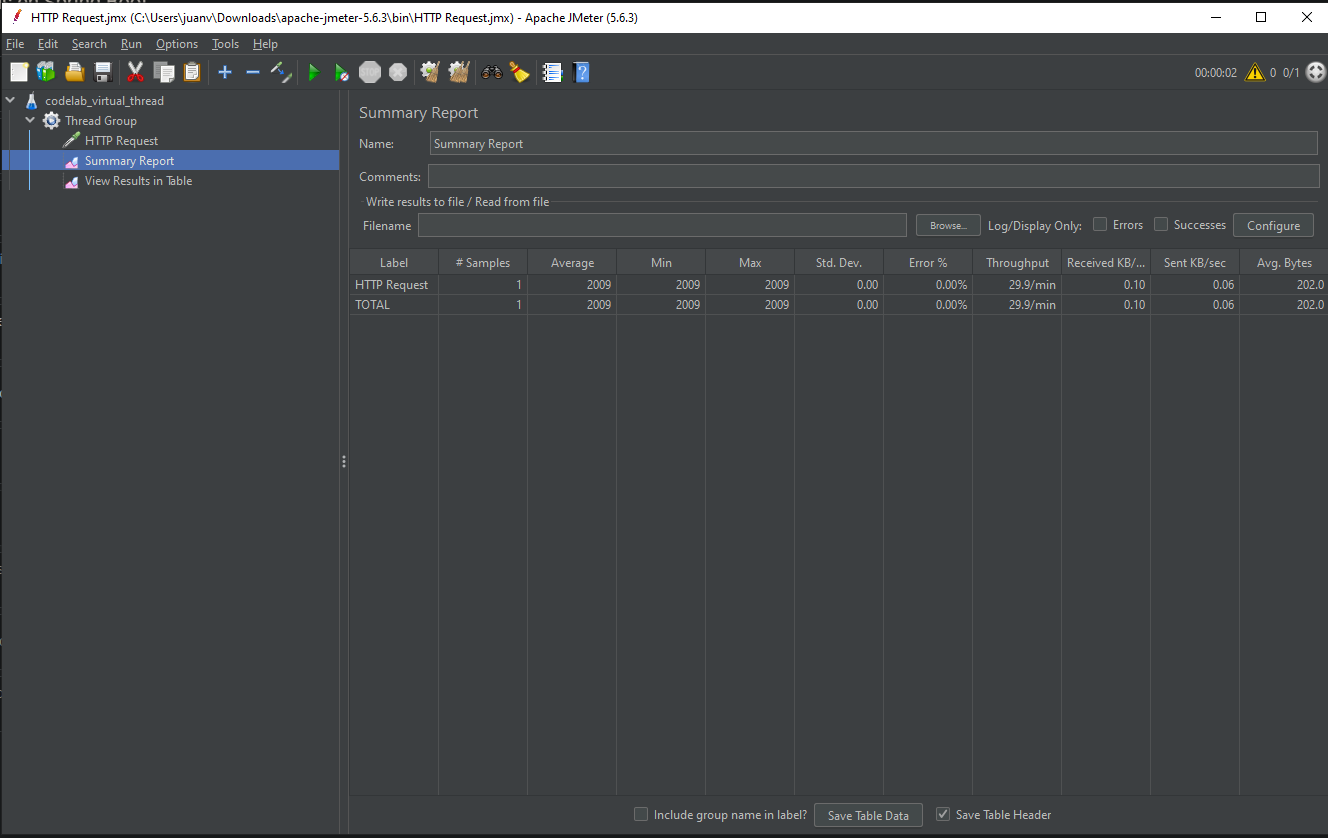 HTTP Request.jmx (C:\Users\juanv\Downloads\apache-jmeter-5.6.3\bin\HTTP Request.jmx) - Apache JMeter (5.6.3)
File Edit Search Run Options Tools Help
STOP 00:00:02 0 0/1
codelab_virtual_thread
Thread Group
HTTP Request
Summary Report
View Results in Table
Summary Report
Name: Summary Report
Comments:
Write results to file / Read from file
Filename Browse... Log/Display Only: Errors Successes Configure
Label # Samples Average Min Max Std. Dev. Error % Throughput Received KB/... Sent KB/sec Avg. Bytes
HTTP Request 1 2009 2009 2009 0.00 0.00% 29.9/min 0.10 0.06 202.0
TOTAL 1 2009 2009 2009 0.00 0.00% 29.9/min 0.10 0.06 202.0
Include group name in label? Save Table Data Save Table Header